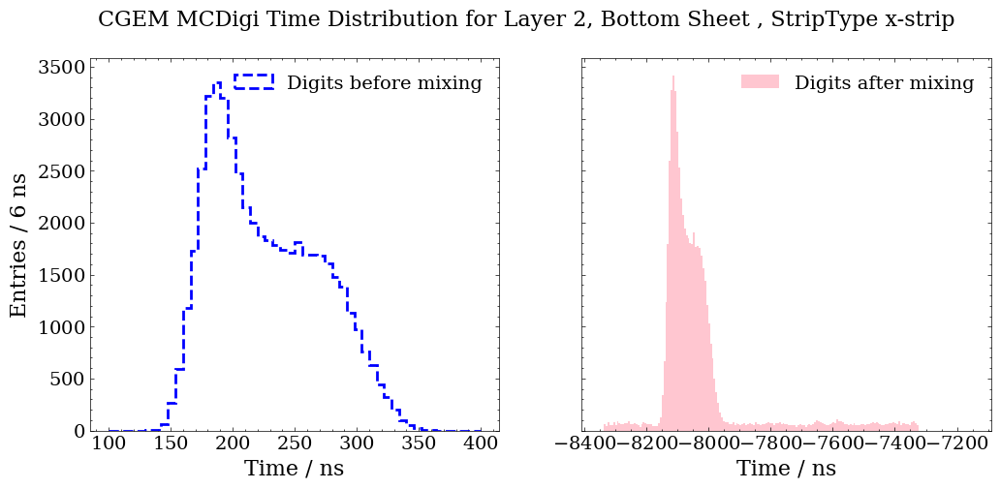 CGEM MCDigi Time Distribution for Layer 2, Bottom Sheet , StripType x-strip
Digits before mixing
Digits after mixing
Entries / 6 ns
3500
3000
2500
2000
1500
1000
500
0
100 150 200 250 300 350 400
−8400 −8200 −8000 −7800 −7600 −7400 −7200
Time / ns
Time / ns